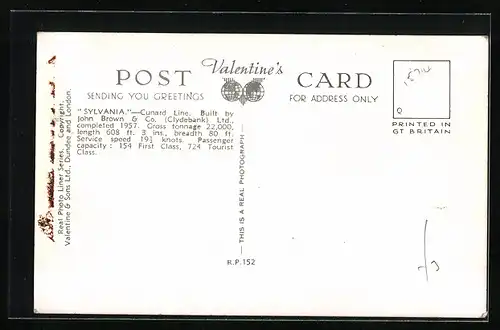 POST Valentine's CARD
SENDING YOU GREETINGS FOR ADDRESS ONLY
"SYLVANIA."—Cunard Line. Built by
John Brown & Co. (Clydebank) Ltd.,
completed 1957. Gross tonnage 22,000,
length 608 ft. 3 ins., breadth 80 ft.
Service speed 19½ knots. Passenger
capacity: 154 First Class, 724 Tourist
Class.
Real Photo Liner Series. Copyright.
Valentine & Sons Ltd., Dundee and London.
— THIS IS A REAL PHOTOGRAPH —
R.P.152
PRINTED IN
GT BRITAIN